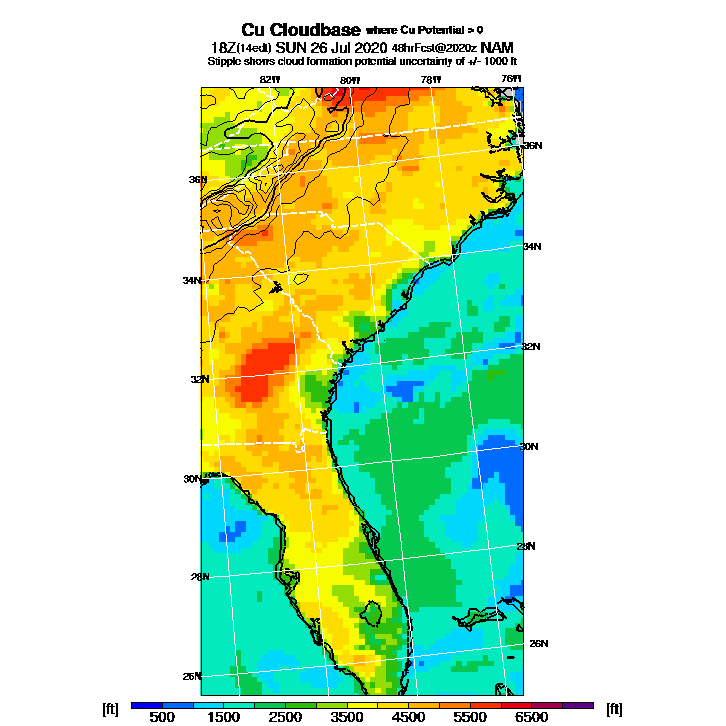 Cu Cloudbase where Cu Potential > 0
18Z(14edt) SUN 26 Jul 2020 48hrFcst@2020z NAM
Stipple shows cloud formation potential uncertainty of +/- 1000 ft
82W 80W 78W 76W
36N
36N
34N
34N
32N
32N
30N
30N
28N
28N
26N
26N
[ft] 500 1500 2500 3500 4500 5500 6500 [ft]